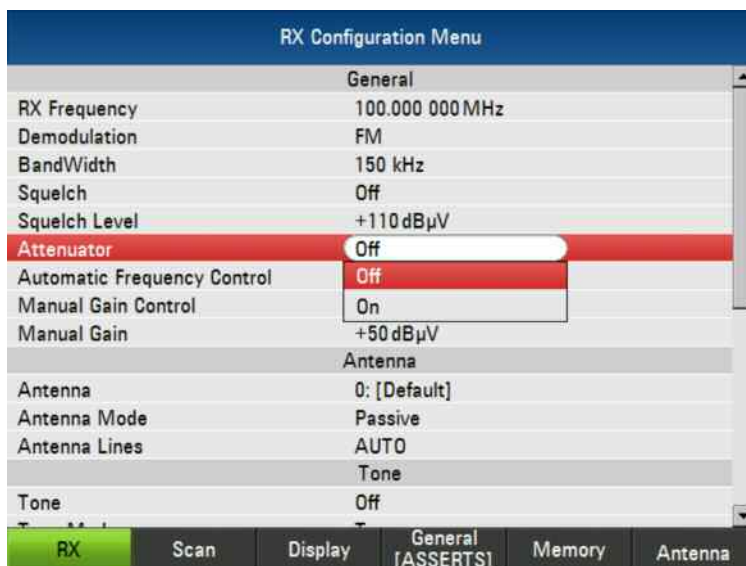 RX Configuration Menu
General
RX Frequency 100.000 000 MHz
Demodulation FM
BandWidth 150 kHz
Squelch Off
Squelch Level +110 dBµV
Attenuator Off
Automatic Frequency Control Off
Manual Gain Control On
Manual Gain +50 dBµV
Antenna
Antenna 0: [Default]
Antenna Mode Passive
Antenna Lines AUTO
Tone
Tone Off
RX Scan Display General [ASSERTS] Memory Antenna